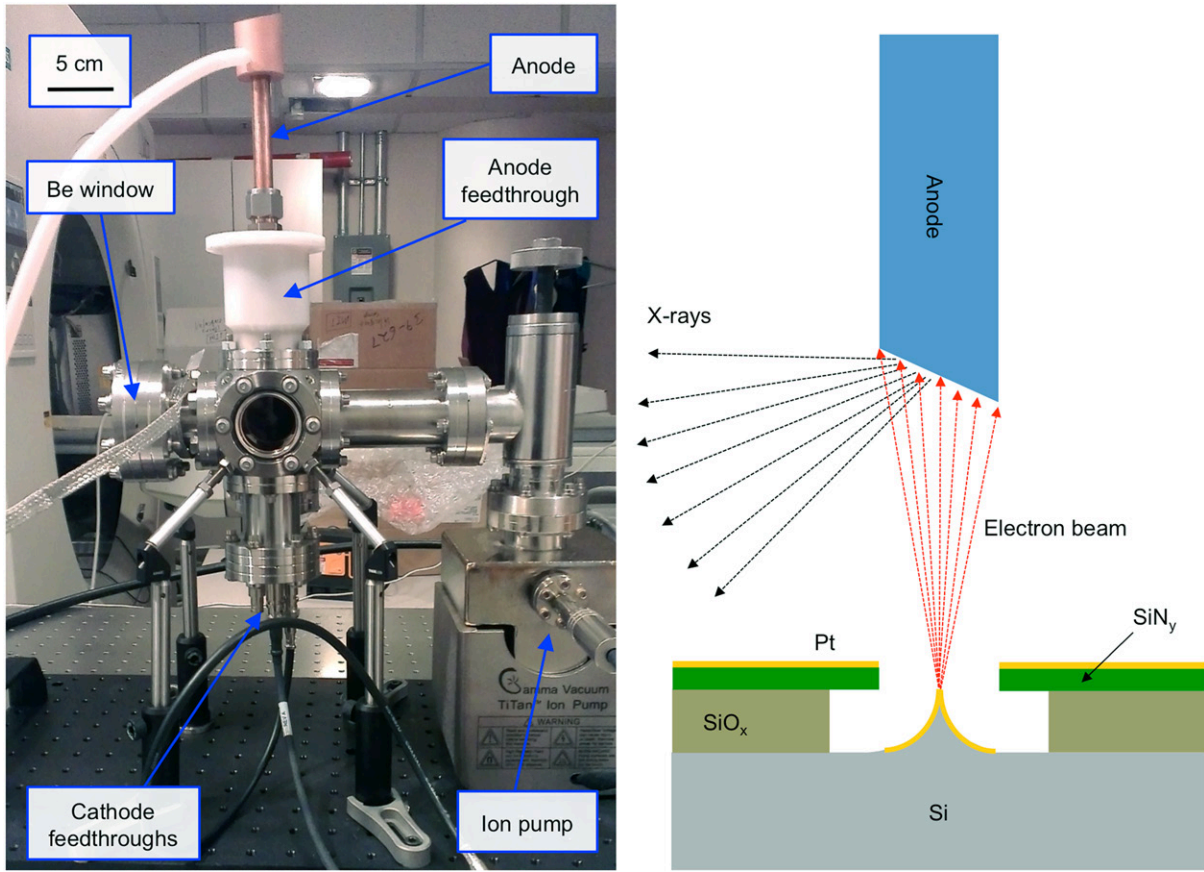 5 cm
Anode
Be window
Anode
feedthrough
Cathode
feedthroughs
Ion pump
Gamma Vacuum
TiTan Ion Pump
WARNING
Anode
X-rays
Electron beam
SiNy
Pt
SiOx
Si